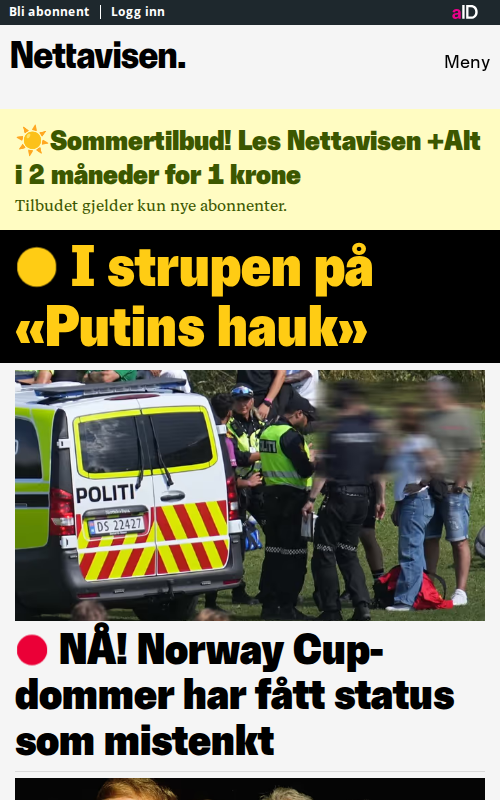 Bli abonnent | Logg inn
aID
Nettavisen.
Meny
Sommertilbud! Les Nettavisen +Alt
i 2 måneder for 1 krone
Tilbudet gjelder kun nye abonnenter.
I strupen på
«Putins hauk»
POLITI
DS 22427
NÅ! Norway Cup-
dommer har fått status
som mistenkt